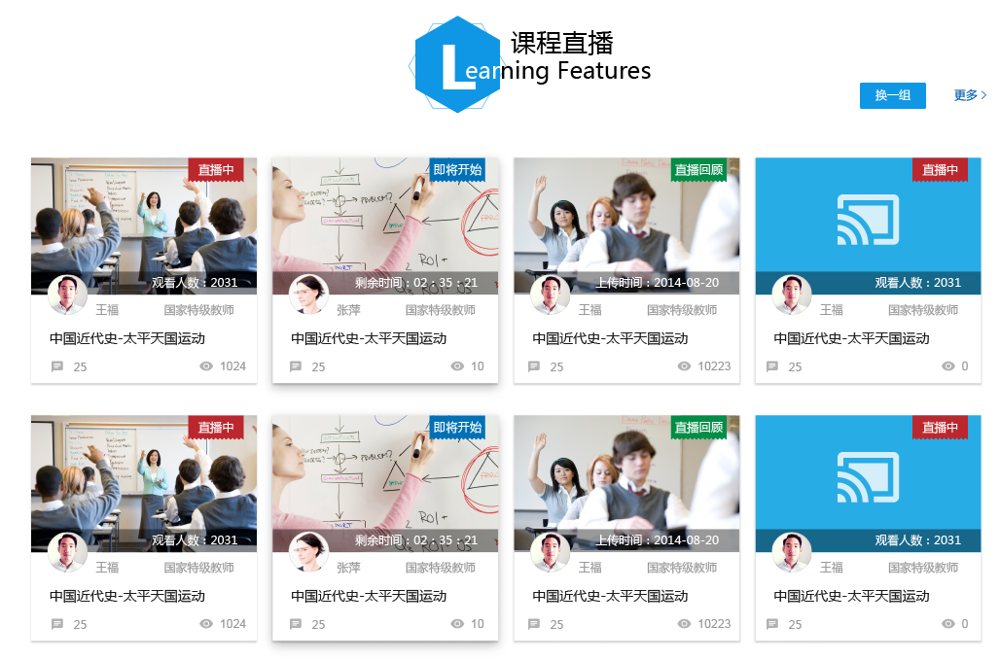 课程直播
Learning Features
换一组
更多
直播中
即将开始
直播回顾
直播中
观看人数：2031
剩余时间：02：35：21
上传时间：2014-08-20
观看人数：2031
王福 国家特级教师
张萍 国家特级教师
王福 国家特级教师
王福 国家特级教师
中国近代史-太平天国运动
中国近代史-太平天国运动
中国近代史-太平天国运动
中国近代史-太平天国运动
25 1024
25 10
25 10223
25 0
直播中
即将开始
直播回顾
直播中
观看人数：2031
剩余时间：02：35：21
上传时间：2014-08-20
观看人数：2031
王福 国家特级教师
张萍 国家特级教师
王福 国家特级教师
王福 国家特级教师
中国近代史-太平天国运动
中国近代史-太平天国运动
中国近代史-太平天国运动
中国近代史-太平天国运动
25 1024
25 10
25 10223
25 0